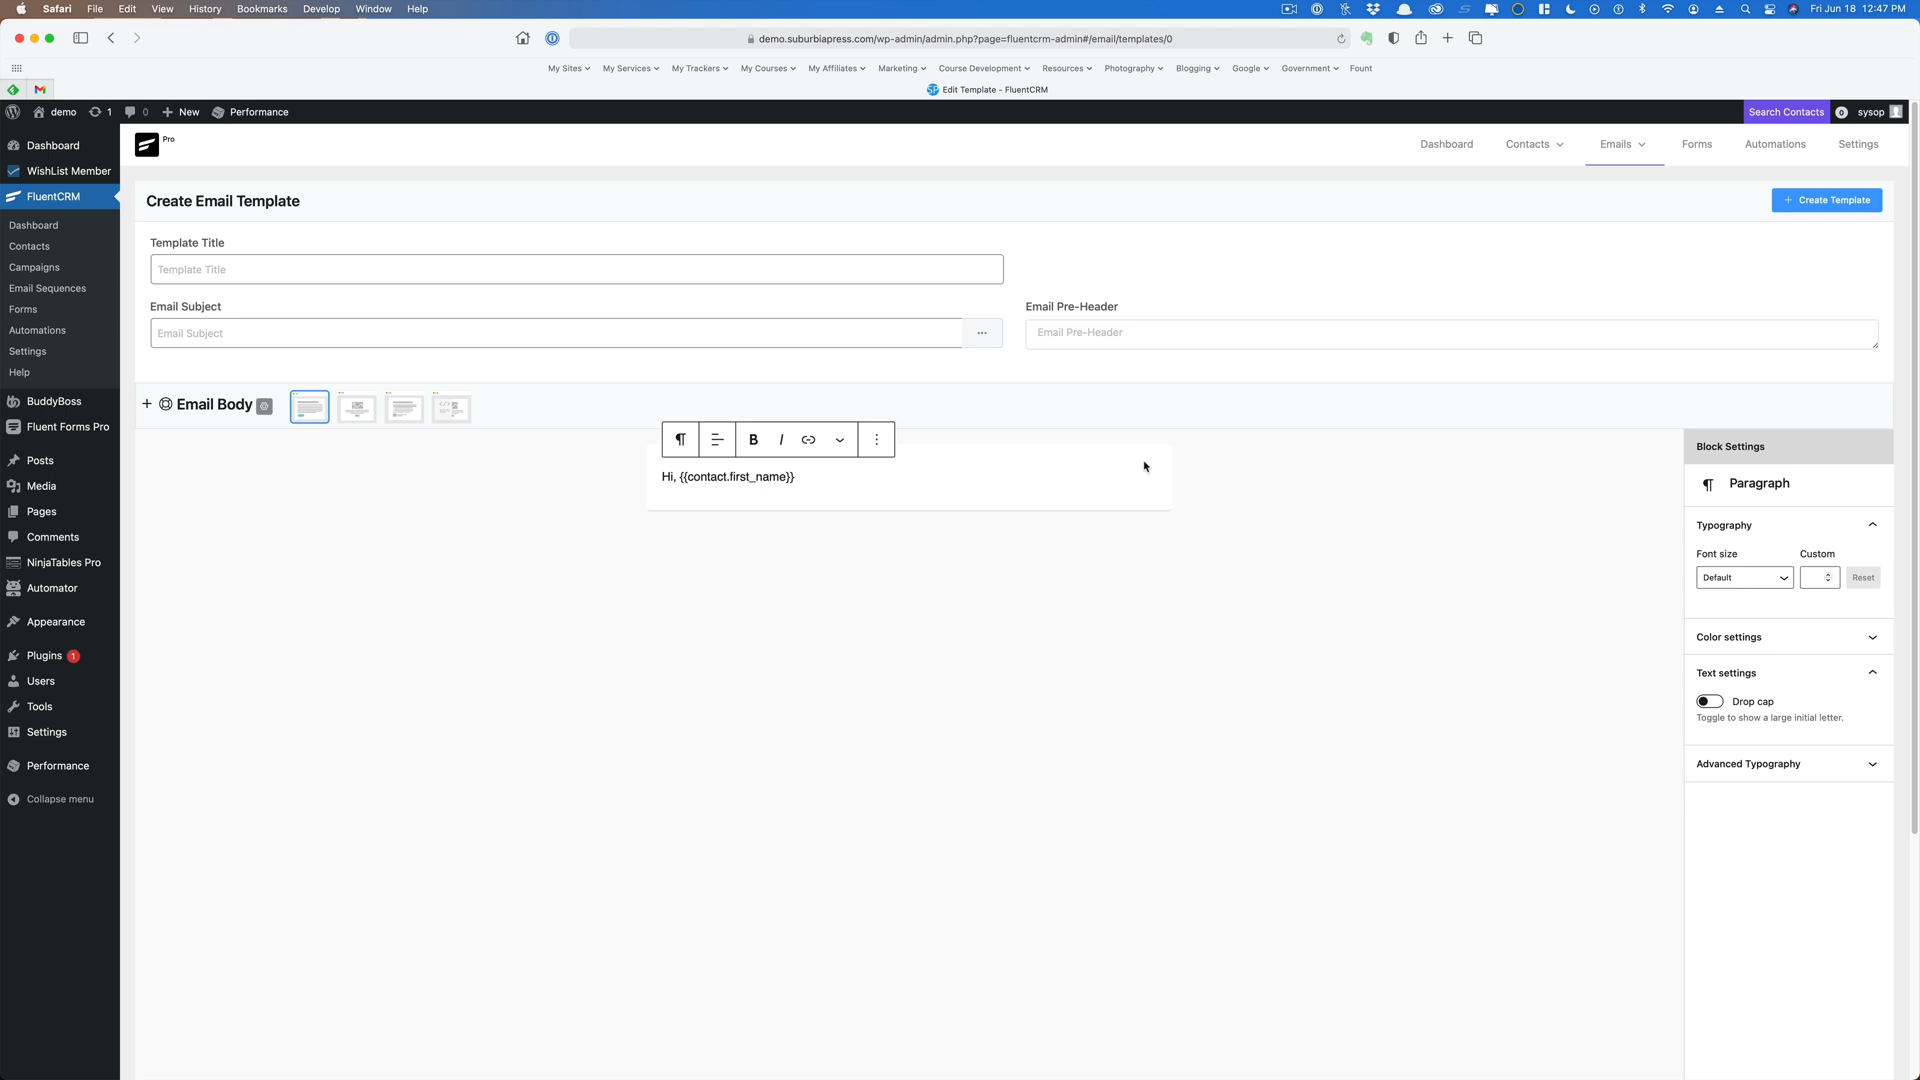 Safari File Edit View History Bookmarks Develop Window Help Fri Jun 18 12:47 PM
demo.suburbiapress.com/wp-admin/admin.php?page=fluentcrm-admin#/email/templates/0
My Sites My Services My Trackers My Courses My Affiliates Marketing Course Development Resources Photography Blogging Google Government Fount
Edit Template - FluentCRM
demo 1 0 New Performance Search Contacts 0 sysop
Pro
Dashboard Contacts Emails Forms Automations Settings
Dashboard
WishList Member
FluentCRM
Dashboard
Contacts
Campaigns
Email Sequences
Forms
Automations
Settings
Help
BuddyBoss
Fluent Forms Pro
Posts
Media
Pages
Comments
NinjaTables Pro
Automator
Appearance
Plugins 1
Users
Tools
Settings
Performance
Collapse menu
Create Email Template
+ Create Template
Template Title
Template Title
Email Subject
Email Subject
...
Email Pre-Header
Email Pre-Header
+ Email Body
B I
Hi, {{contact.first_name}}
Block Settings
Paragraph
Typography
Font size Custom
Default Reset
Color settings
Text settings
Drop cap
Toggle to show a large initial letter.
Advanced Typography